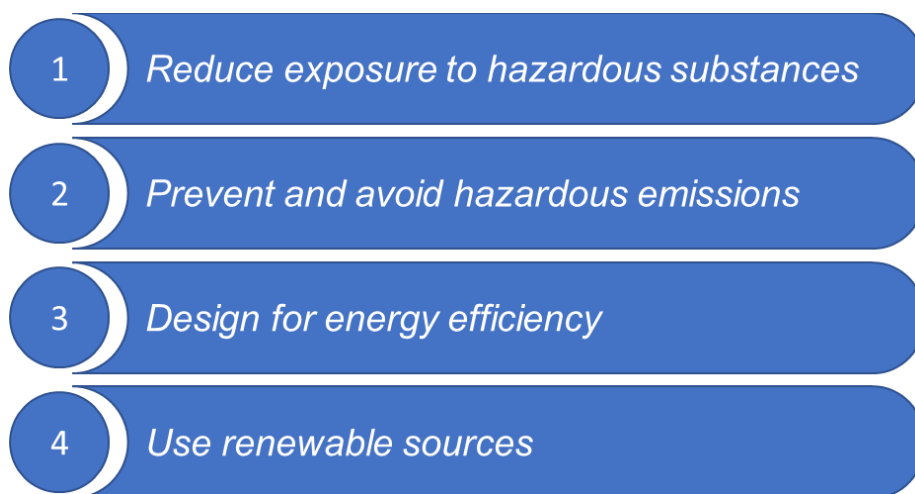 1 Reduce exposure to hazardous substances
2 Prevent and avoid hazardous emissions
3 Design for energy efficiency
4 Use renewable sources